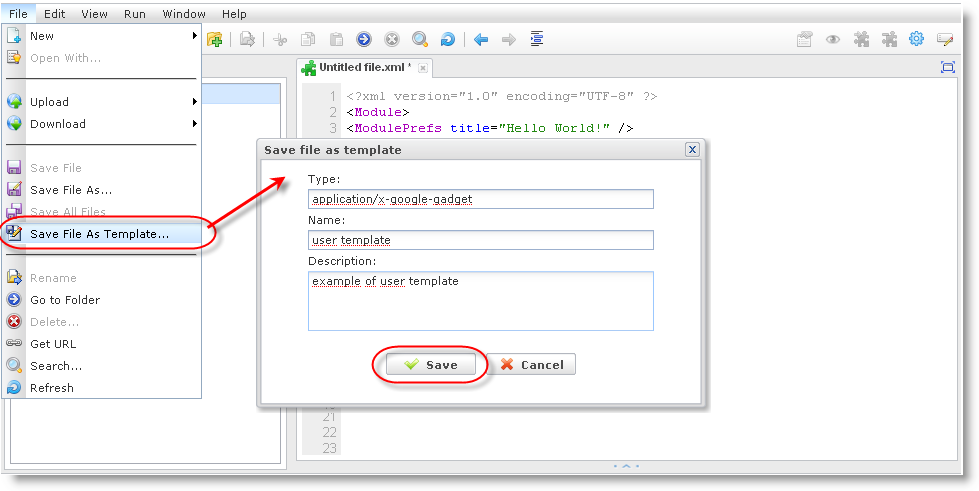 File Edit View Run Window Help
New
Open With...
Upload
Download
Save File
Save File As...
Save All Files
Save File As Template...
Rename
Go to Folder
Delete...
Get URL
Search...
Refresh
Untitled file.xml *
1 <?xml version="1.0" encoding="UTF-8" ?>
2 <Module>
3 <ModulePrefs title="Hello World!" />
Save file as template
Type:
application/x-google-gadget
Name:
user template
Description:
example of user template
Save Cancel
21
22
23